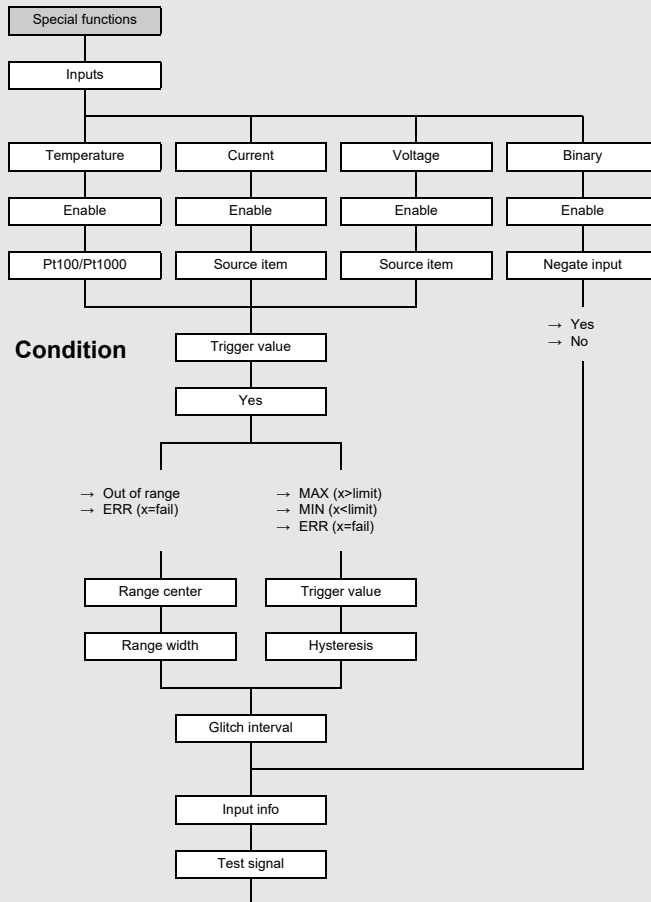 Special functions
Inputs
Temperature
Current
Voltage
Binary
Enable
Enable
Enable
Enable
Pt100/Pt1000
Source item
Source item
Negate input
→ Yes
→ No
Condition
Trigger value
Yes
→ Out of range
→ ERR (x=fail)
→ MAX (x>limit)
→ MIN (x<limit)
→ ERR (x=fail)
Range center
Trigger value
Range width
Hysteresis
Glitch interval
Input info
Test signal